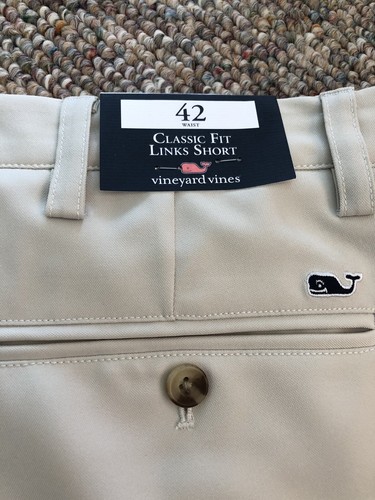 42
WAIST
CLASSIC FIT
LINKS SHORT
vineyard vines